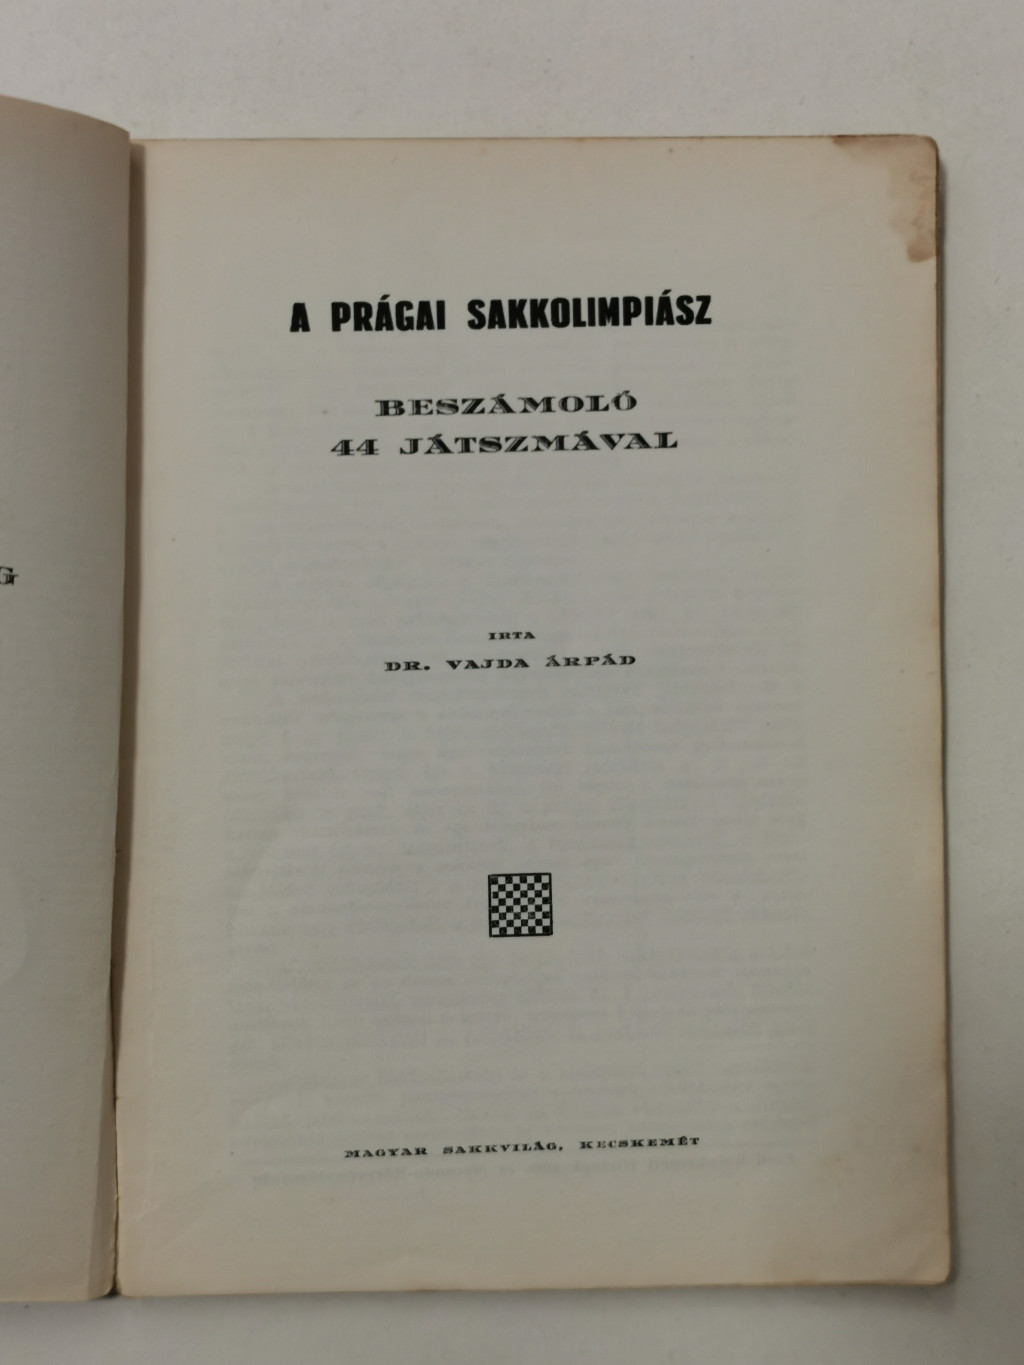 A PRÁGAI SAKKOLIMPIÁSZ
BESZÁMOLÓ
44 JÁTSZMÁVAL
IRTA
DR. VAJDA ÁRPÁD
MAGYAR SAKKVILÁG, KECSKEMÉT